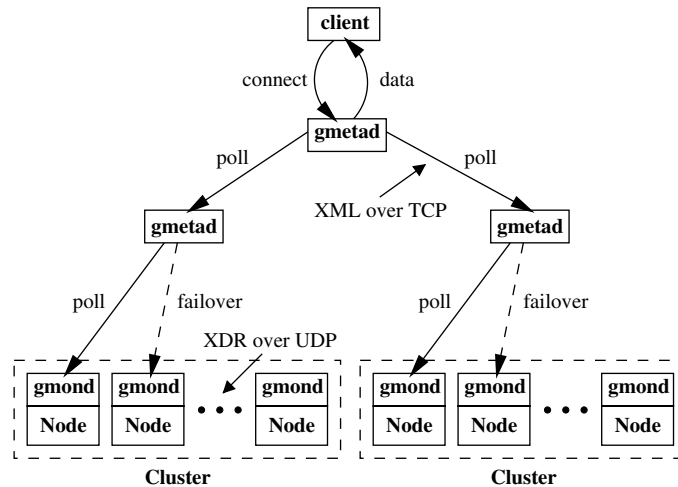 client
connect
data
gmetad
poll
poll
XML over TCP
gmetad
gmetad
poll
failover
poll
failover
XDR over UDP
gmond
gmond
gmond
gmond
gmond
gmond
Node
Node
• • •
Node
Node
Node
• • •
Node
Cluster
Cluster